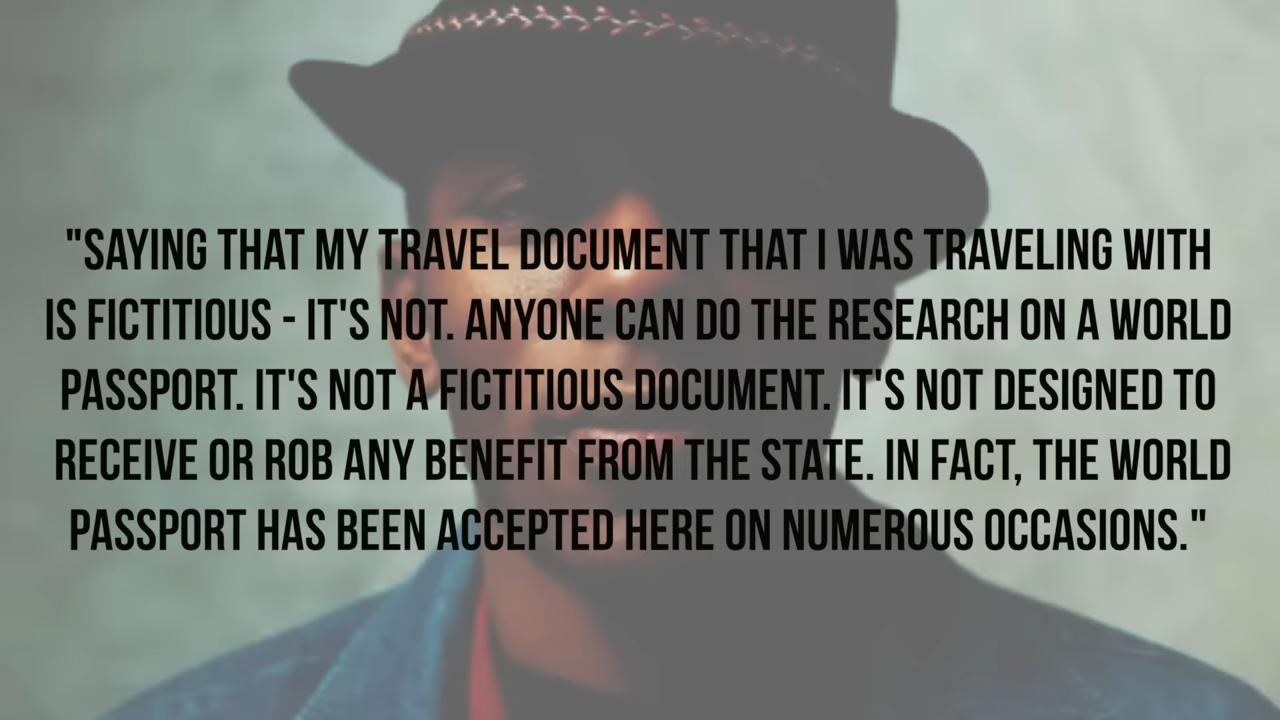 "SAYING THAT MY TRAVEL DOCUMENT THAT I WAS TRAVELING WITH
IS FICTITIOUS - IT'S NOT. ANYONE CAN DO THE RESEARCH ON A WORLD
PASSPORT. IT'S NOT A FICTITIOUS DOCUMENT. IT'S NOT DESIGNED TO
RECEIVE OR ROB ANY BENEFIT FROM THE STATE. IN FACT, THE WORLD
PASSPORT HAS BEEN ACCEPTED HERE ON NUMEROUS OCCASIONS."